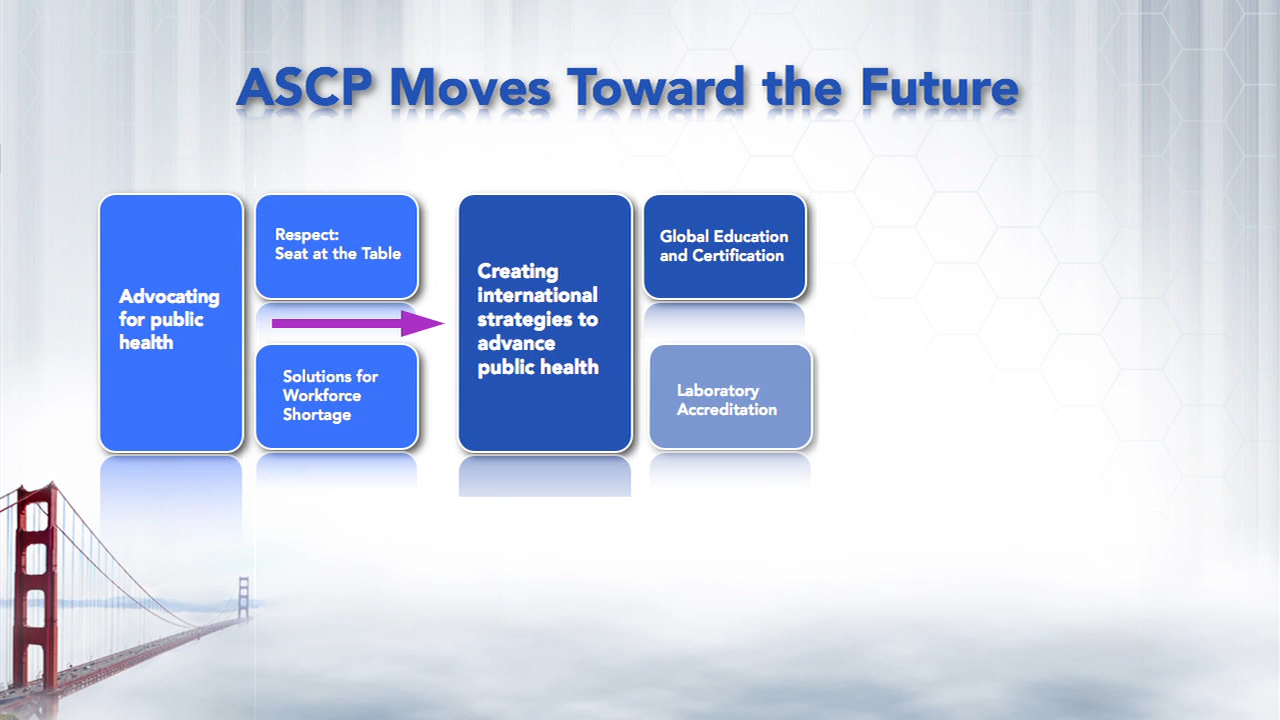 ASCP Moves Toward the Future
Advocating
for public
health
Respect:
Seat at the Table
Solutions for
Workforce
Shortage
Creating
international
strategies to
advance
public health
Global Education
and Certification
Laboratory
Accreditation